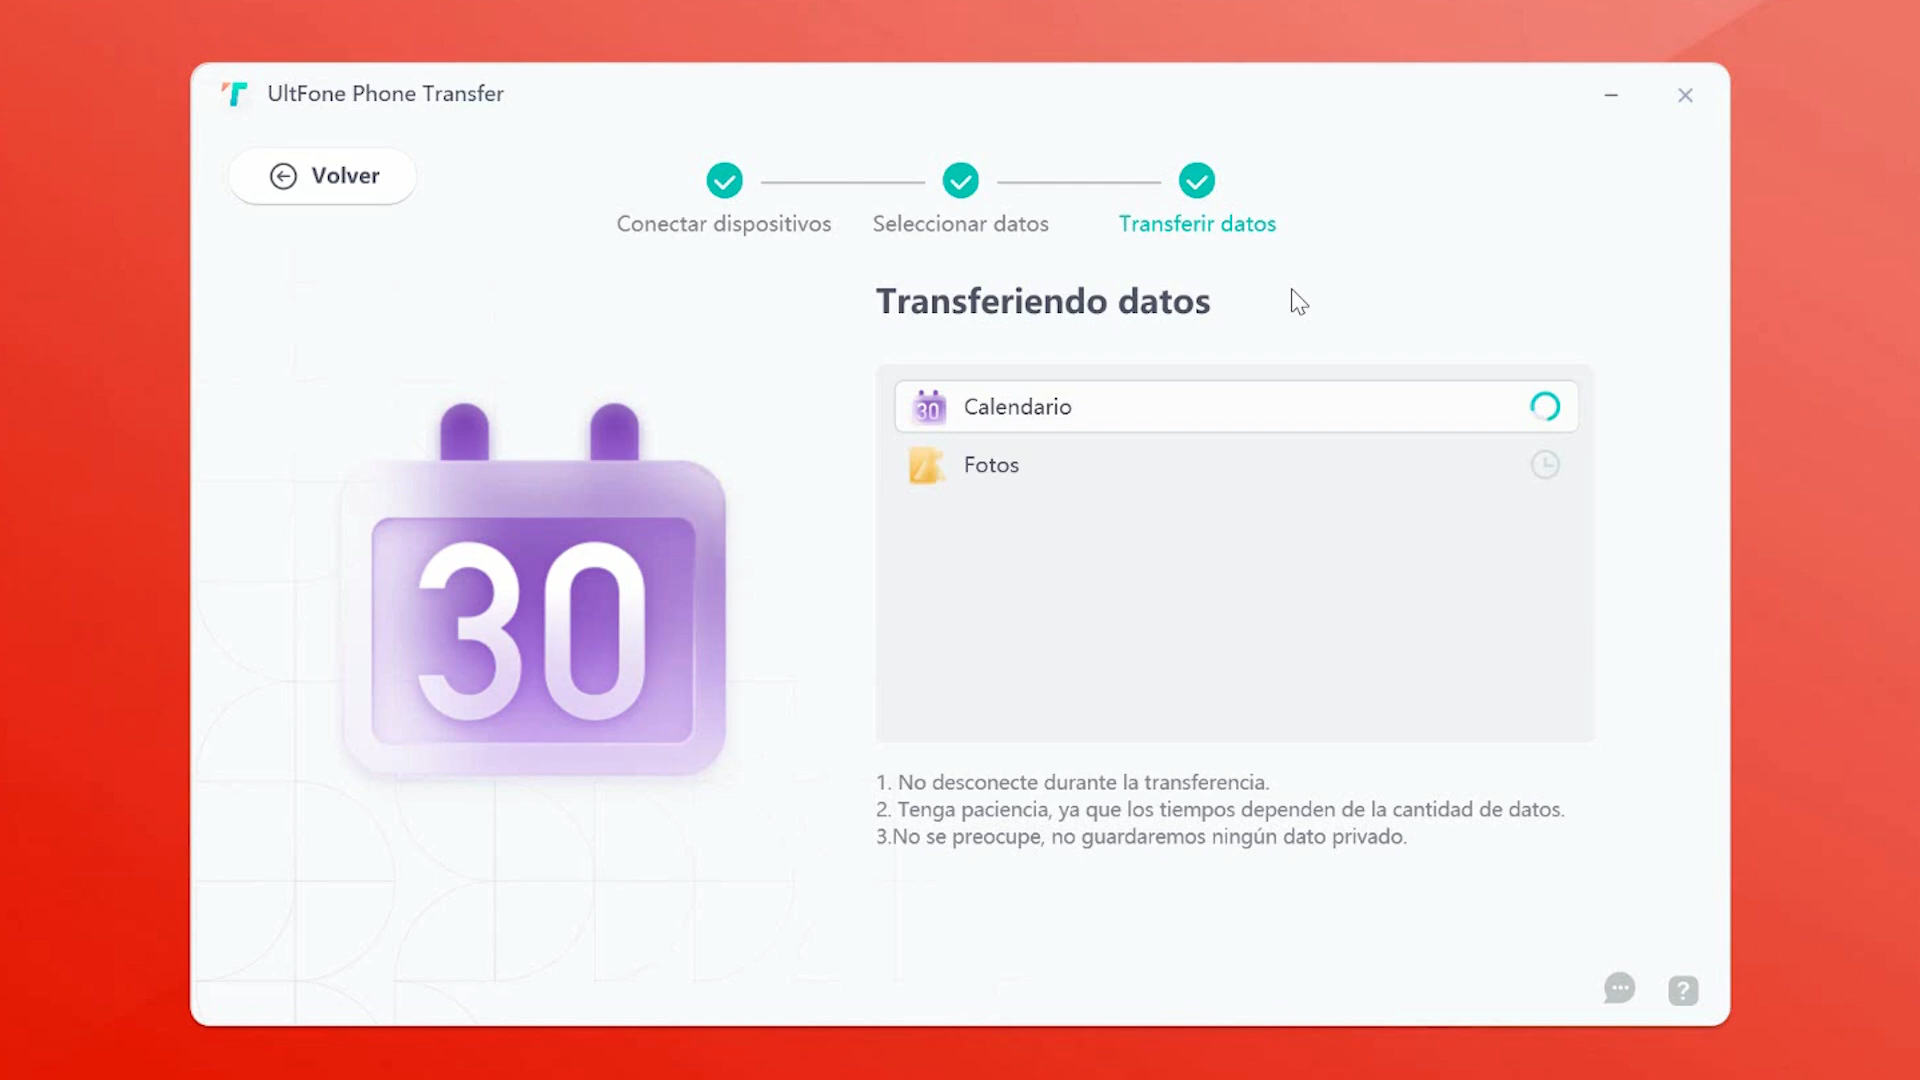 UltFone Phone Transfer
Volver
Conectar dispositivos
Seleccionar datos
Transferir datos
Transferiendo datos
30 Calendario
Fotos
30
1. No desconecte durante la transferencia.
2. Tenga paciencia, ya que los tiempos dependen de la cantidad de datos.
3.No se preocupe, no guardaremos ningún dato privado.
?